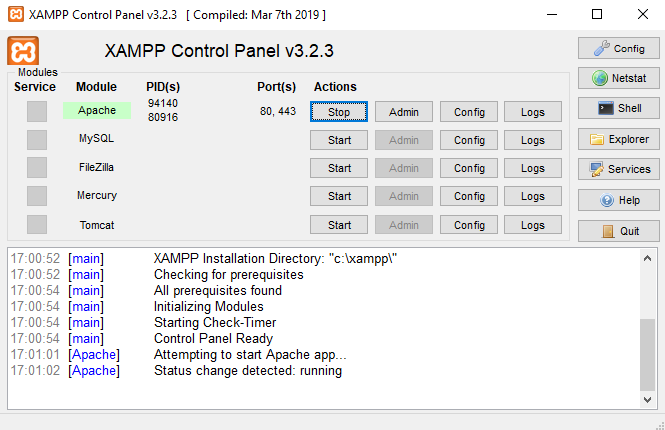 XAMPP Control Panel v3.2.3 [ Compiled: Mar 7th 2019 ]
XAMPP Control Panel v3.2.3
Config
Modules
Service Module PID(s) Port(s) Actions
Netstat
Apache 94140 80916 80, 443 Stop Admin Config Logs
Shell
MySQL Start Admin Config Logs
Explorer
FileZilla Start Admin Config Logs
Services
Mercury Start Admin Config Logs
Help
Tomcat Start Admin Config Logs
Quit
17:00:52 [main] XAMPP Installation Directory: "c:\xampp\"
17:00:52 [main] Checking for prerequisites
17:00:54 [main] All prerequisites found
17:00:54 [main] Initializing Modules
17:00:54 [main] Starting Check-Timer
17:00:54 [main] Control Panel Ready
17:01:01 [Apache] Attempting to start Apache app...
17:01:02 [Apache] Status change detected: running